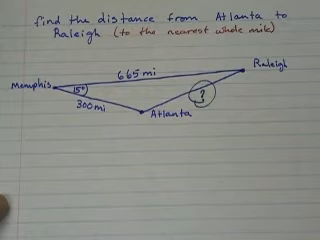 find the distance from Atlanta to
Raleigh (to the nearest whole mile)
665 mi
Raleigh
Memphis
15°
300 mi
?
Atlanta